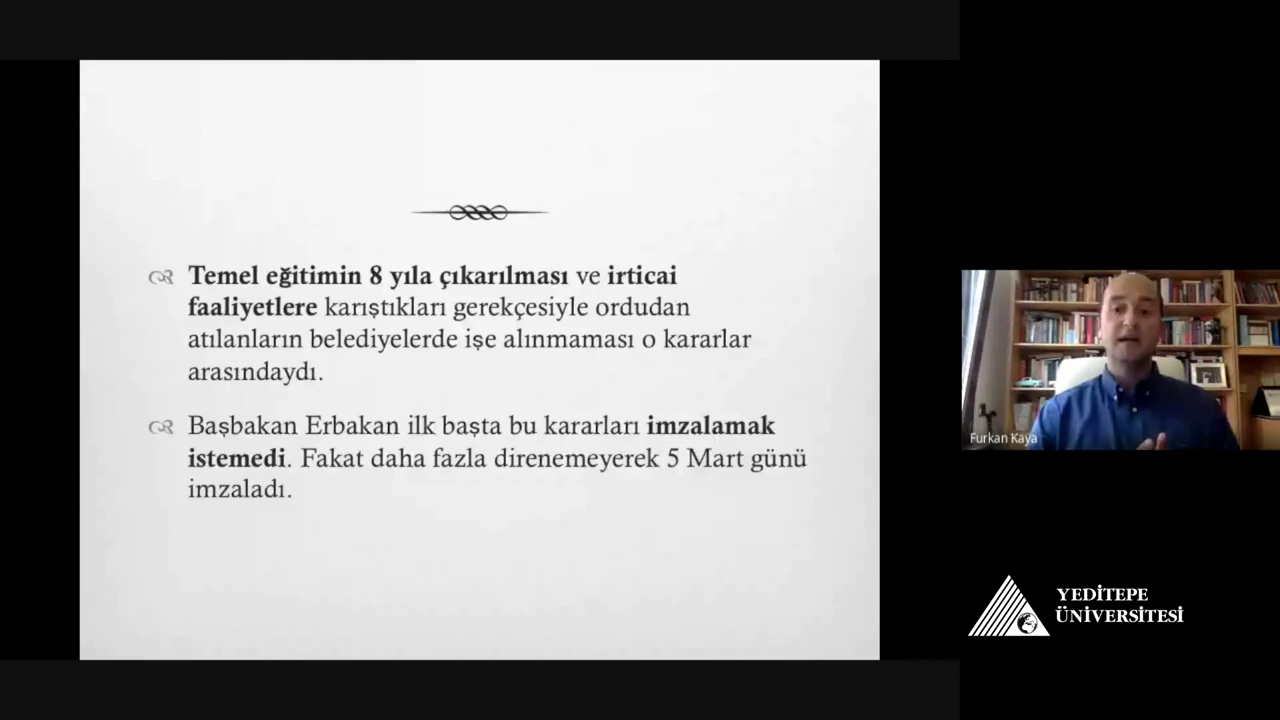 Temel eğitimin 8 yıla çıkarılması ve irticai
faaliyetlere karıştıkları gerekçesiyle ordudan
atılanların belediyelerde işe alınmaması o kararlar
arasındaydı.
Başbakan Erbakan ilk başta bu kararları imzalamak
istemedi. Fakat daha fazla direnemeyerek 5 Mart günü
imzaladı.
Furkan Kaya
YEDİTEPE
ÜNİVERSİTESİ